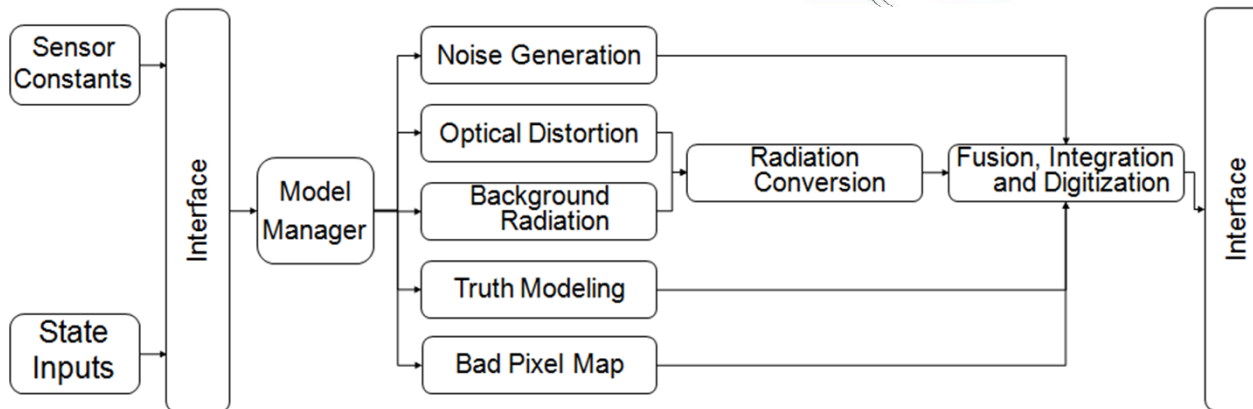 Sensor
Constants
State
Inputs
Interface
Model
Manager
Noise Generation
Optical Distortion
Background
Radiation
Truth Modeling
Bad Pixel Map
Radiation
Conversion
Fusion, Integration
and Digitization
Interface